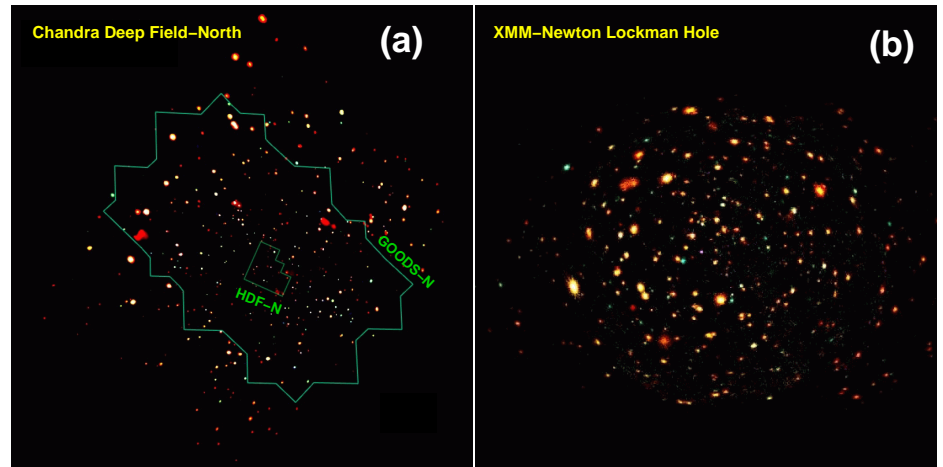 Chandra Deep Field–North
(a)
GOODS–N
HDF–N
XMM–Newton Lockman Hole
(b)